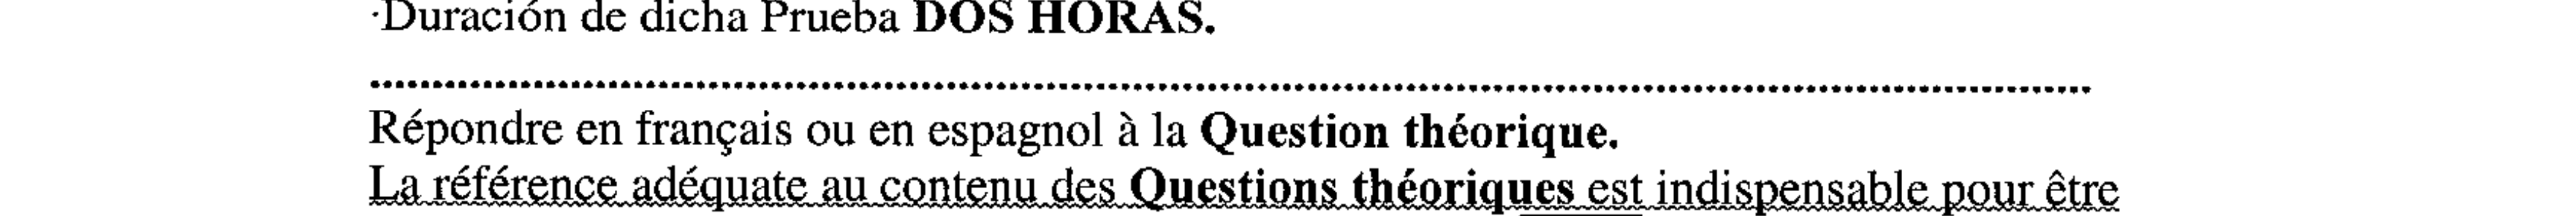 ·Duración de dicha Prueba DOS HORAS.
Répondre en français ou en espagnol à la Question théorique.
La référence adéquate au contenu des Questions théoriques est indispensable pour être